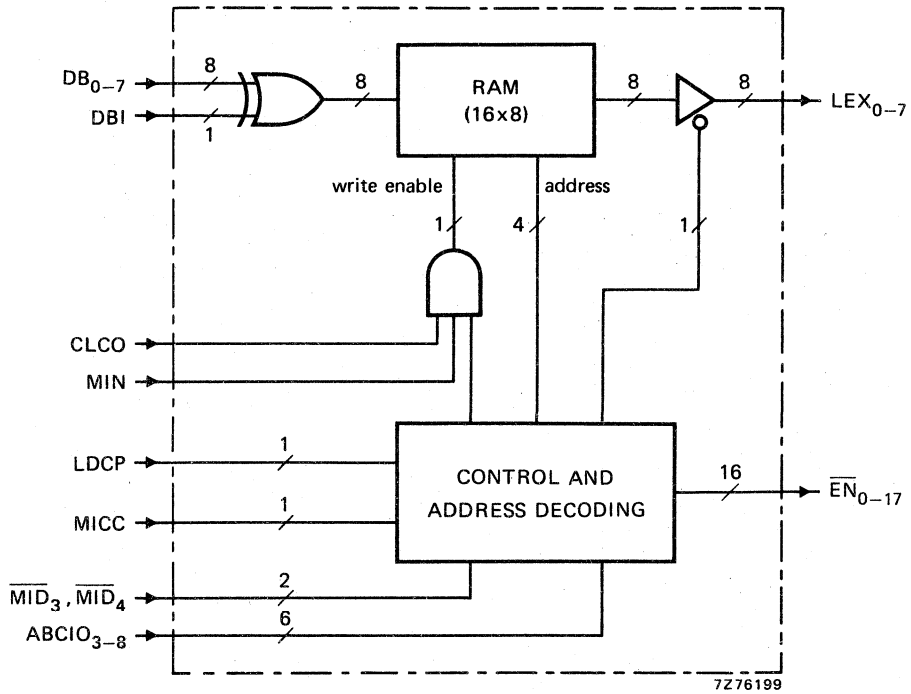 DB0–7
8
8
RAM
(16x8)
8
8
LEX0–7
DBI
1
write enable
address
1
4
1
CLCO
MIN
LDCP
1
CONTROL AND
ADDRESS DECODING
16
EN0–17
MICC
1
MID3, MID4
2
ABCIO3–8
6
7Z76199